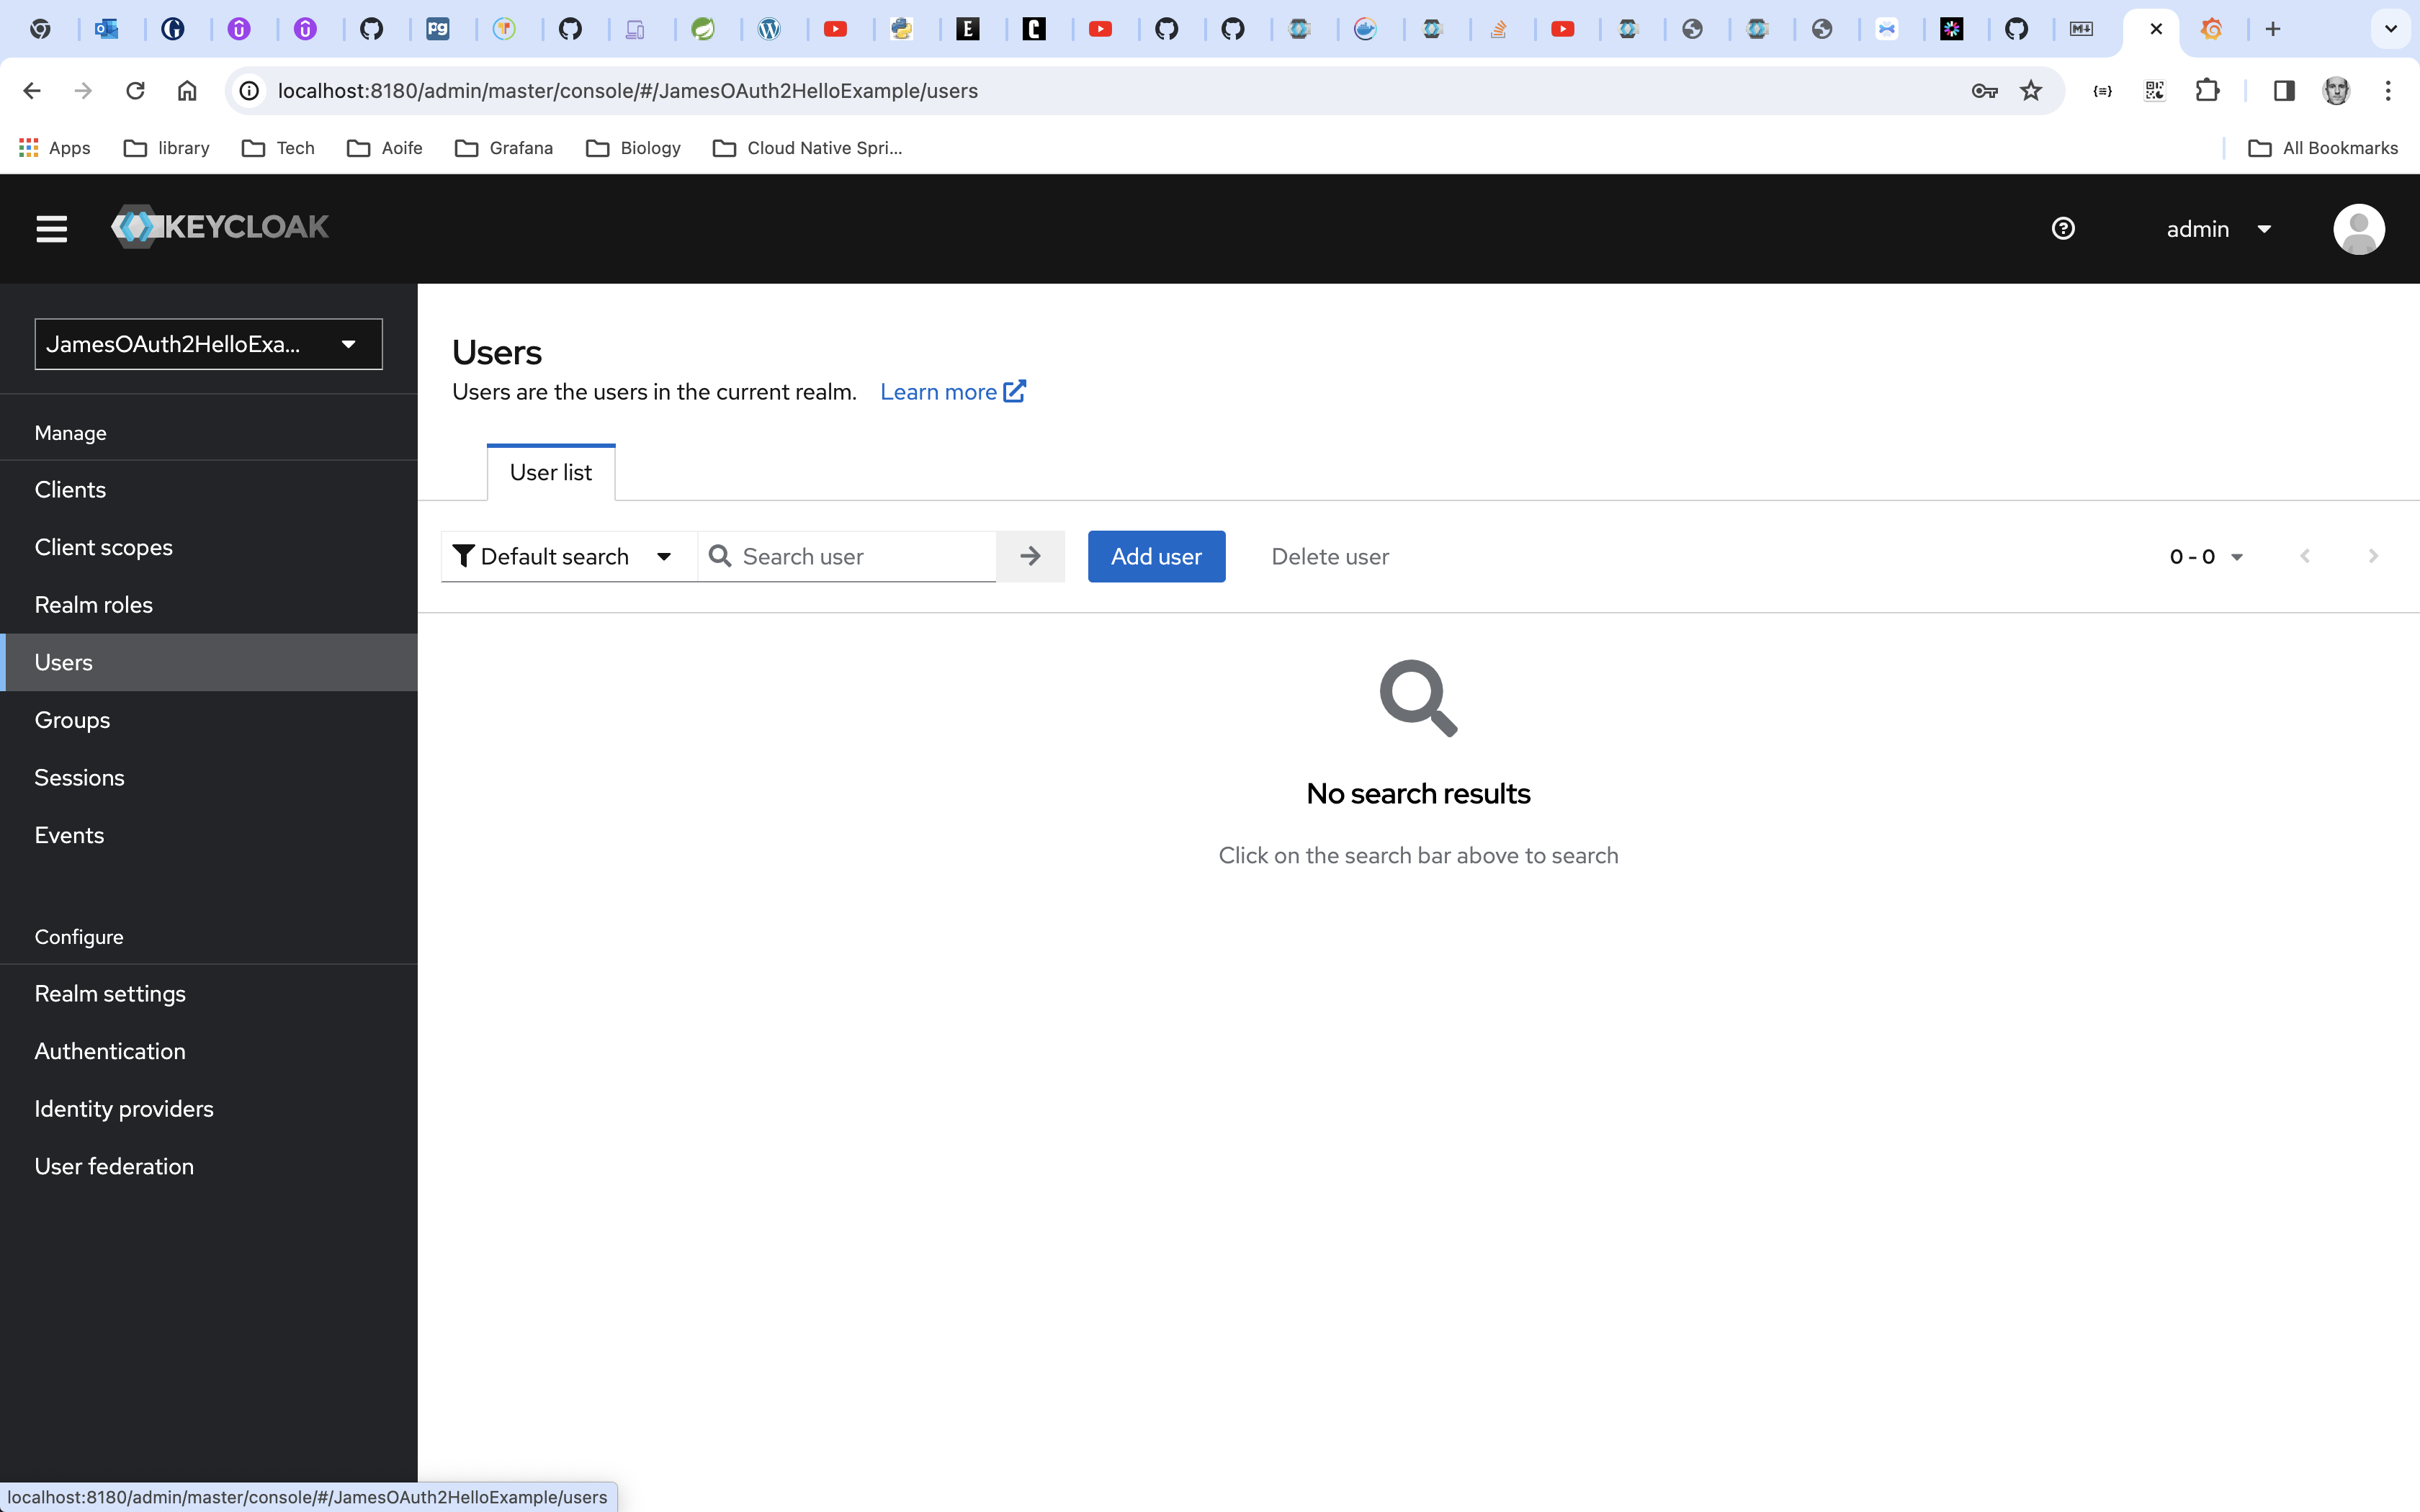 localhost:8180/admin/master/console/#/JamesOAuth2HelloExample/users
Apps library Tech Aoife Grafana Biology Cloud Native Spri... All Bookmarks
KEYCLOAK admin
JamesOAuth2HelloExa...
Manage
Clients
Client scopes
Realm roles
Users
Groups
Sessions
Events
Configure
Realm settings
Authentication
Identity providers
User federation
Users
Users are the users in the current realm. Learn more
User list
Default search Search user Add user Delete user 0 - 0
No search results
Click on the search bar above to search
localhost:8180/admin/master/console/#/JamesOAuth2HelloExample/users